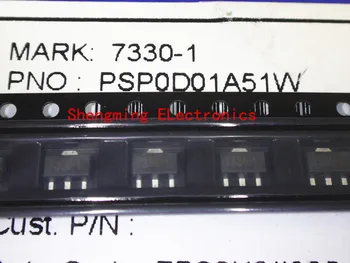 MARK: 7330-1
PNO : PSP0D01A51W
Shengming ELectronics
Cust. P/N :